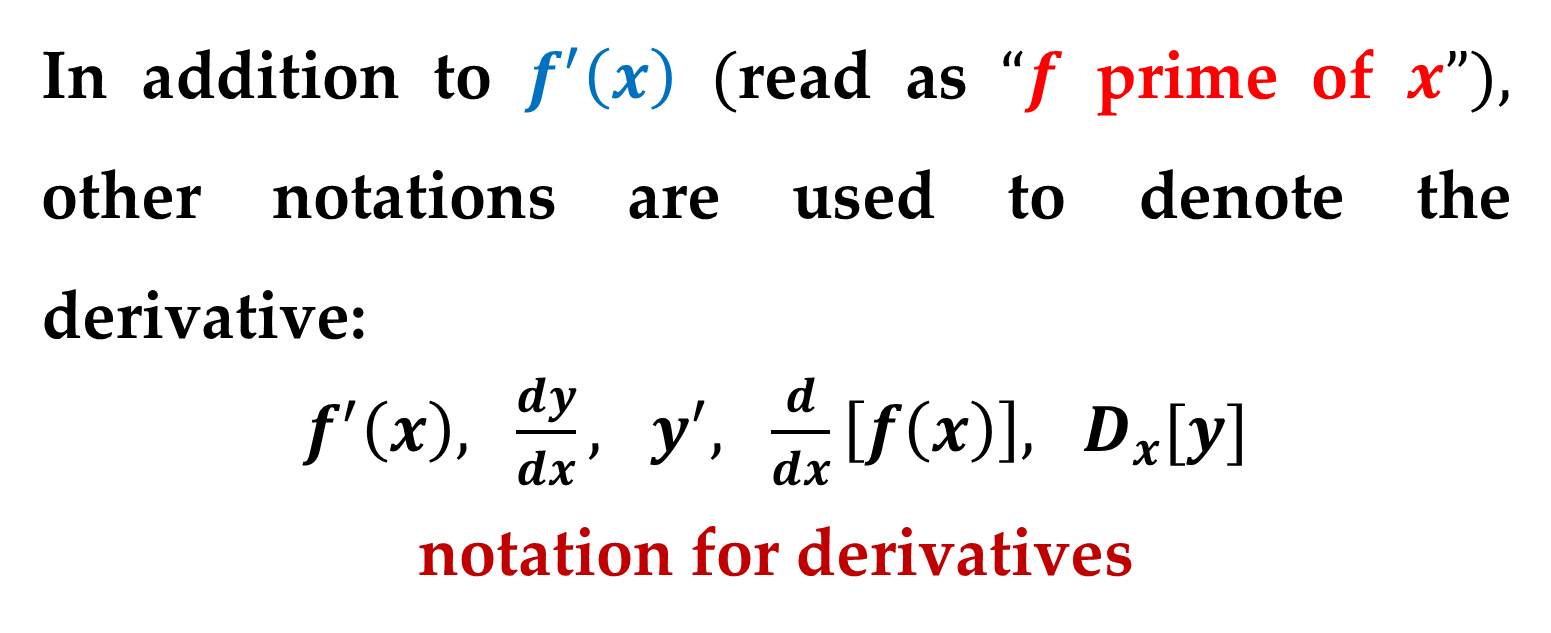 In addition to f′(x) (read as “f prime of x”),
other notations are used to denote the
derivative:
f′(x), dy/dx, y′, d/dx [f(x)], Dₓ[y]
notation for derivatives